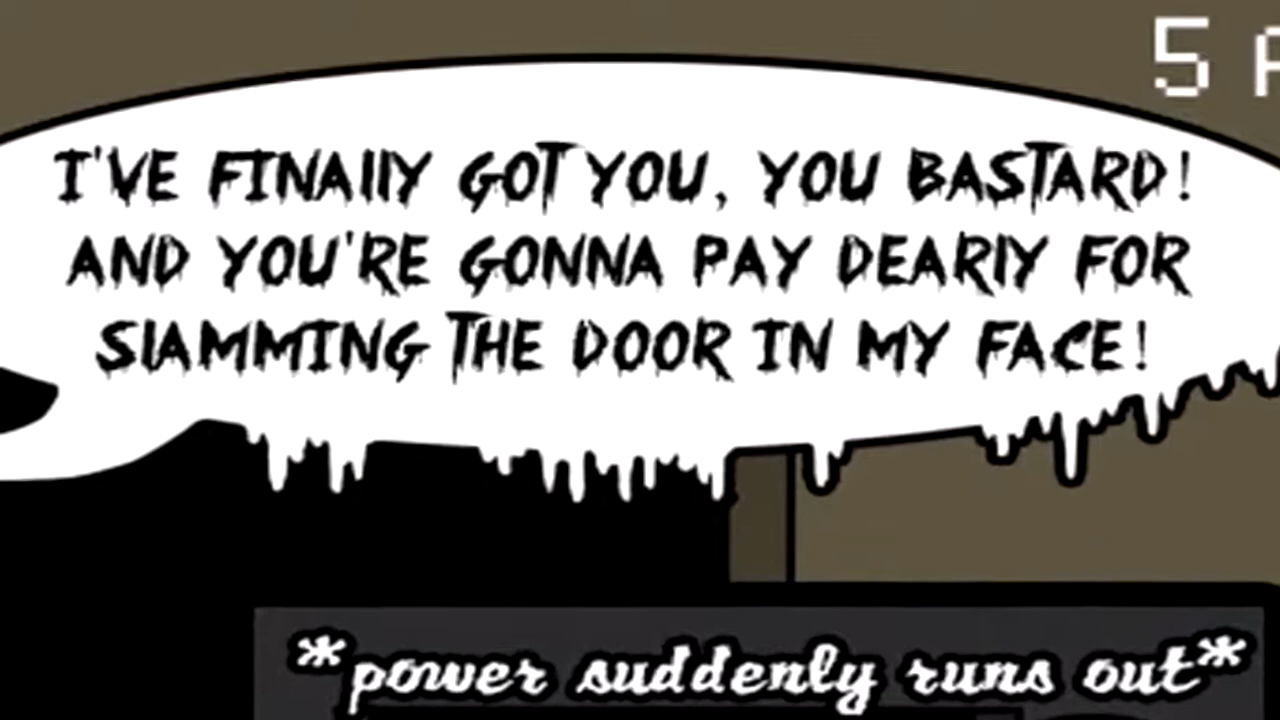 5
I'VE FINAllY GOT YOU, YOU BASTARD!
AND YOU'RE GONNA PAY DEARlY FOR
SlAMMING THE DOOR IN MY FACE!
*power suddenly runs out*